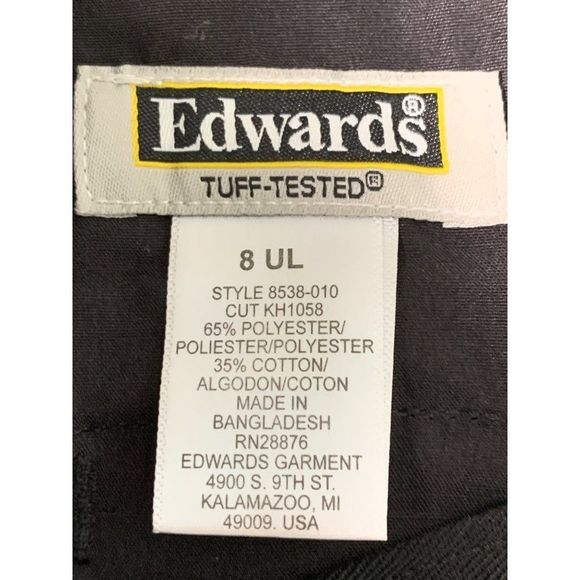 Edwards®
TUFF-TESTED®
8 UL
STYLE 8538-010
CUT KH1058
65% POLYESTER/
POLIESTER/POLYESTER
35% COTTON/
ALGODON/COTON
MADE IN
BANGLADESH
RN28876
EDWARDS GARMENT
4900 S. 9TH ST.
KALAMAZOO, MI
49009. USA